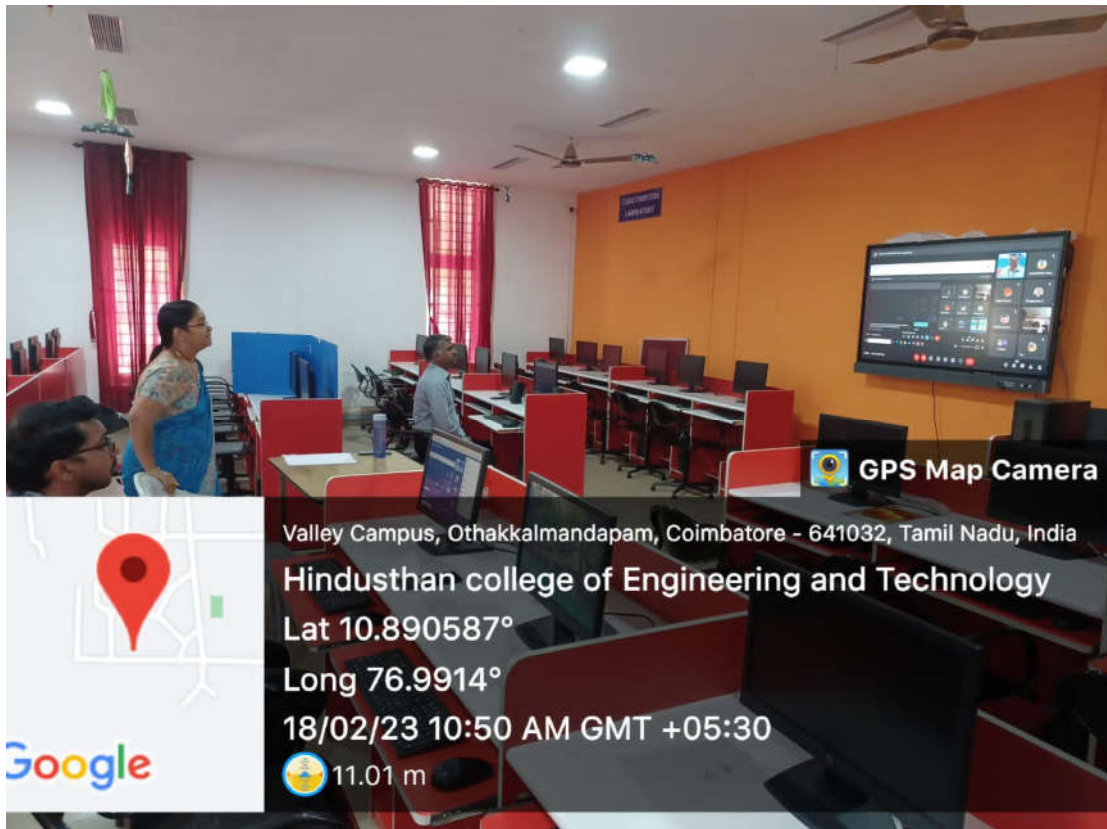 LABORATORY
GPS Map Camera
Valley Campus, Othakkalmandapam, Coimbatore - 641032, Tamil Nadu, India
Hindusthan college of Engineering and Technology
Lat 10.890587°
Long 76.9914°
18/02/23 10:50 AM GMT +05:30
11.01 m
Google